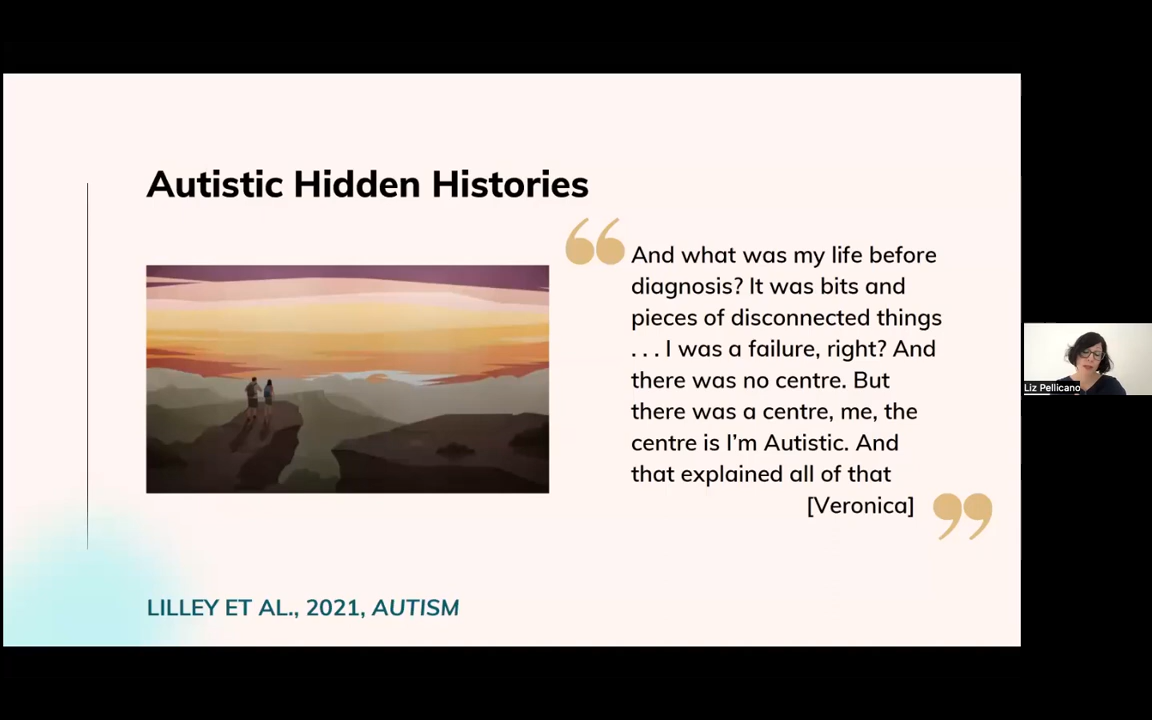 Autistic Hidden Histories
“
And what was my life before
diagnosis? It was bits and
pieces of disconnected things
. . . I was a failure, right? And
there was no centre. But
there was a centre, me, the
centre is I’m Autistic. And
that explained all of that
[Veronica]
”
LILLEY ET AL., 2021, AUTISM
Liz Pellicano